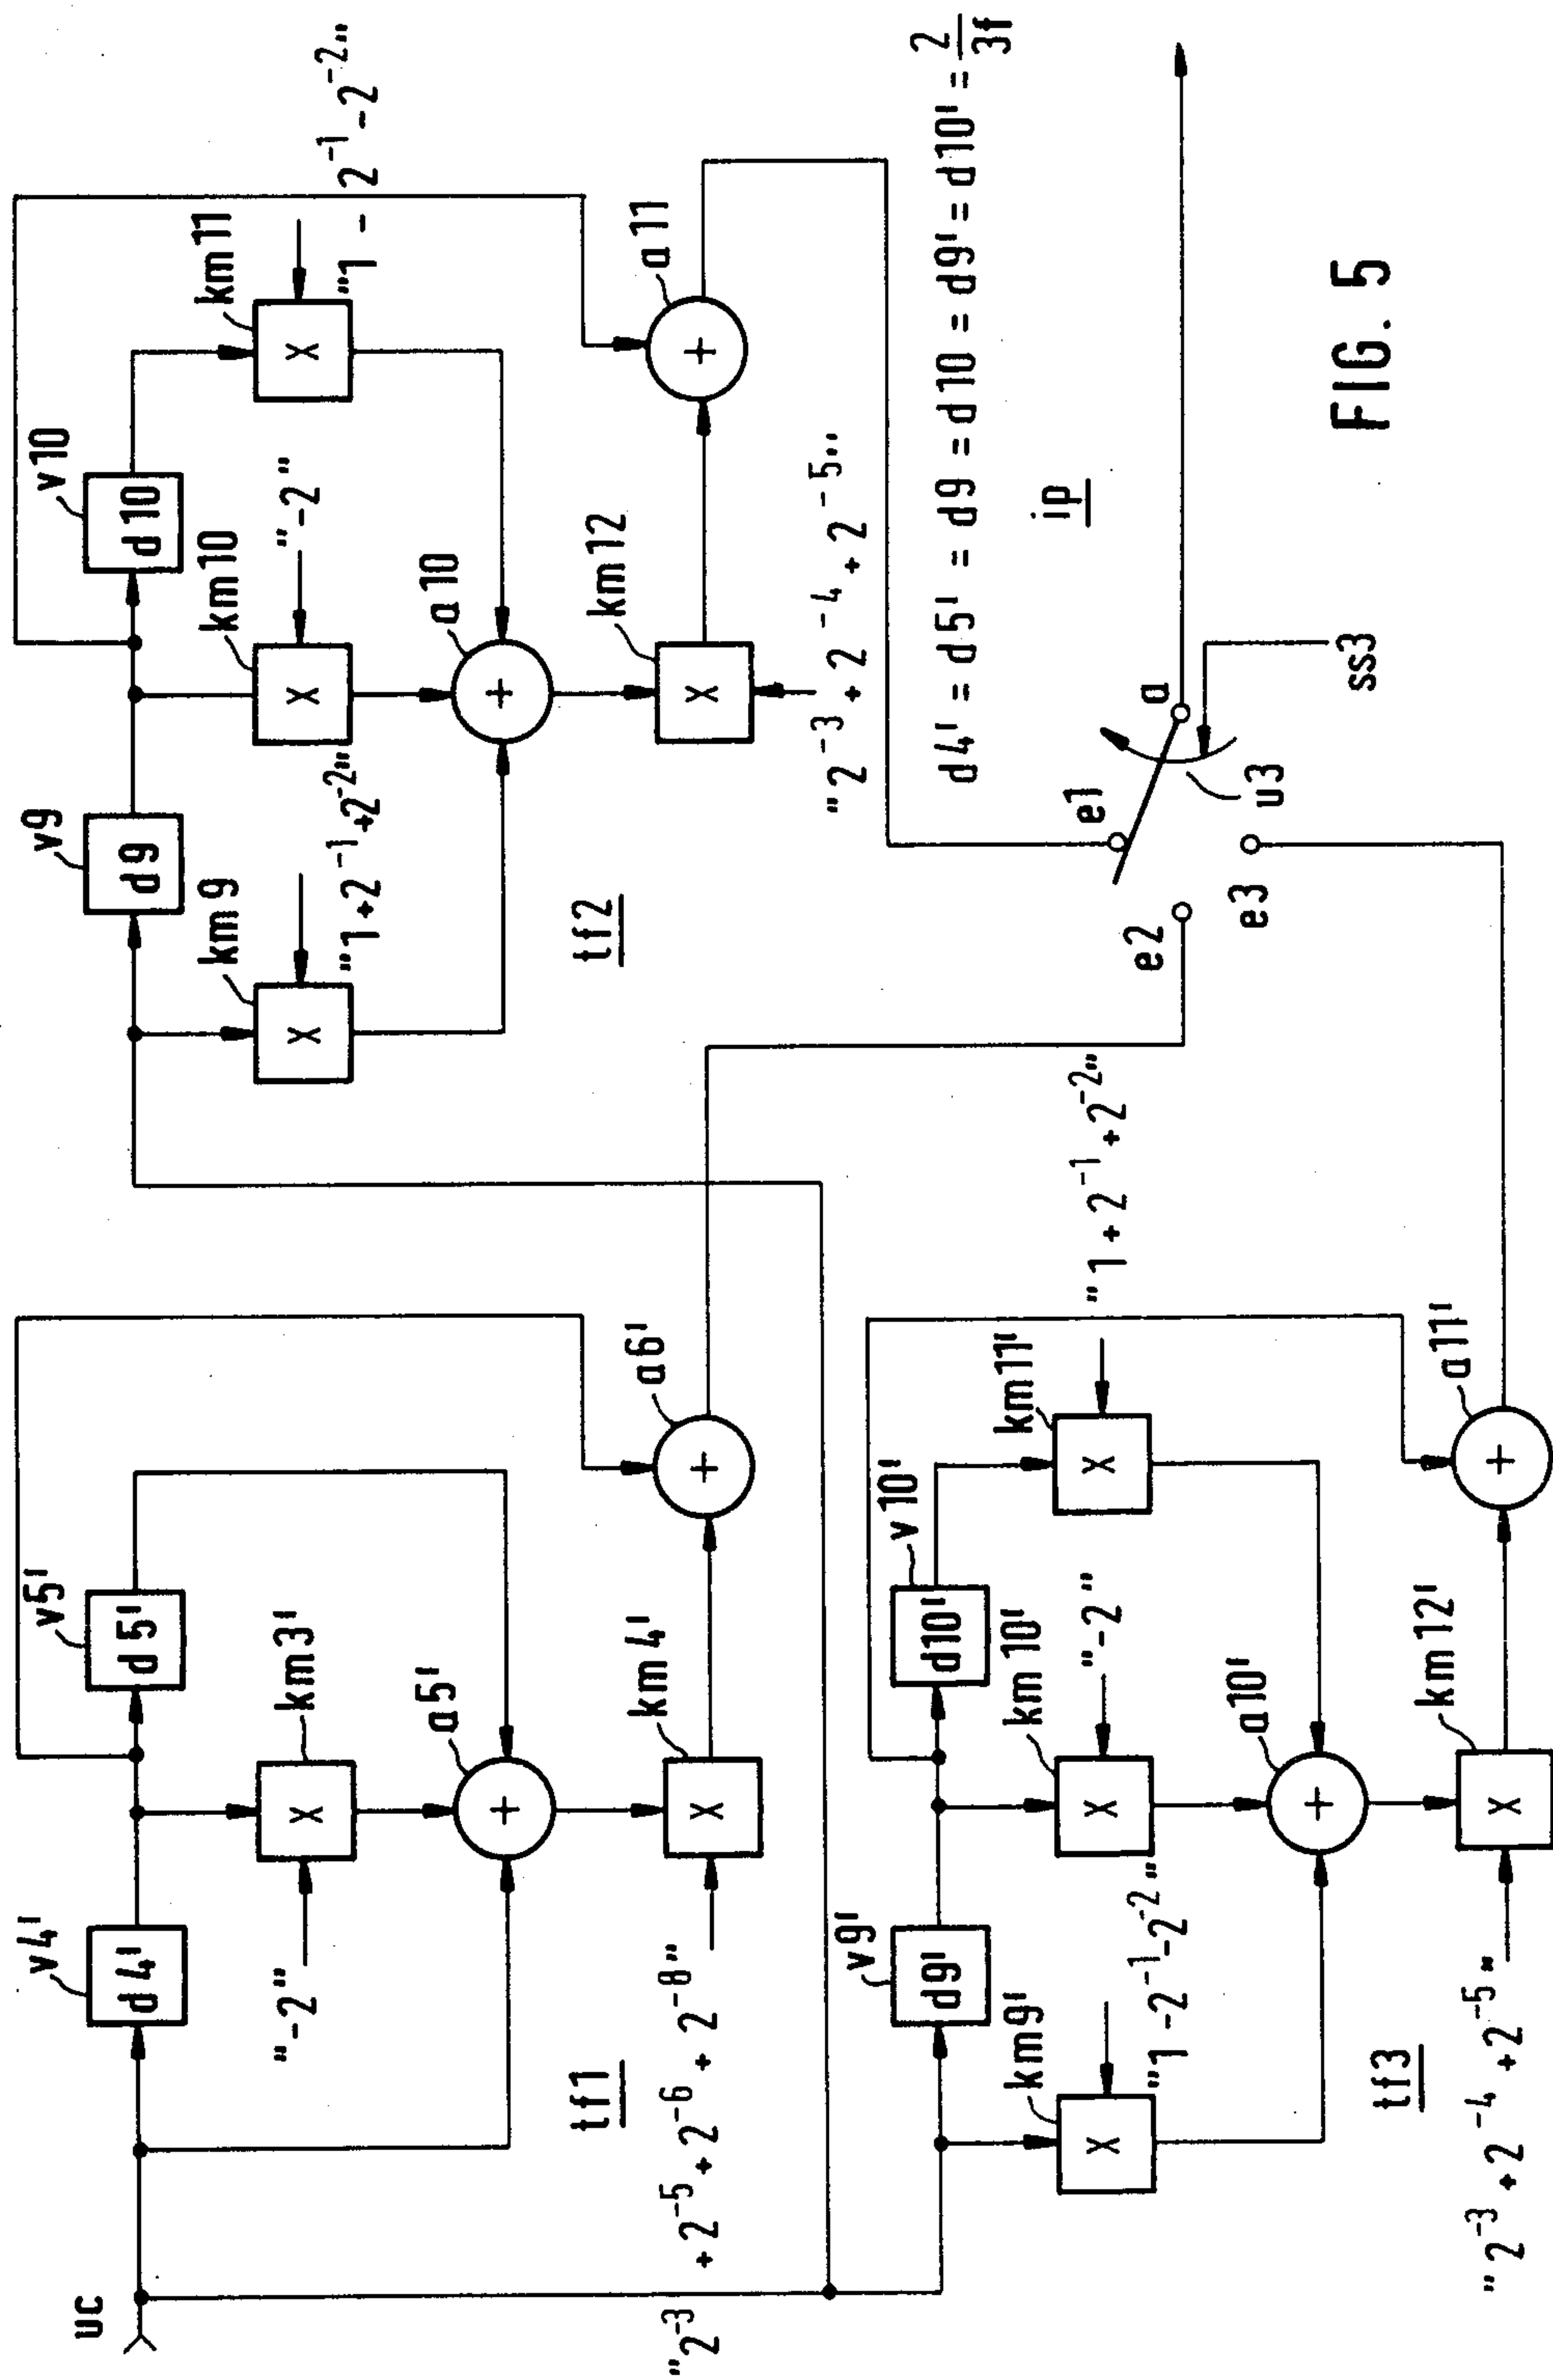 uc
v4'
d4'
v5'
d5'
"-2"
km3'
a5'
tf1
km4'
a6'
"2⁻³ + 2⁻⁵ + 2⁻⁶ + 2⁻⁸"
X
X
+
+
v9
d9
v10
d10
km9
km10
km11
"1+2⁻¹+2⁻²"
"-2"
"1 - 2⁻¹ - 2⁻²"
X
X
X
a10
+
tf2
km12
X
a11
+
"2⁻³ + 2⁻⁴ + 2⁻⁵"
v9'
d9'
v10'
d10'
km9'
km10'
km11'
"1 - 2⁻¹ - 2⁻²"
"-2"
"1 + 2⁻¹ + 2⁻²"
X
X
X
a10'
+
tf3
km12'
X
a11'
+
"2⁻³ + 2⁻⁴ + 2⁻⁵"
d4' = d5' = d9 = d10 = d9' = d10' = 2/3f
ip
e1
e2
e3
a
u3
ss3
FIG. 5